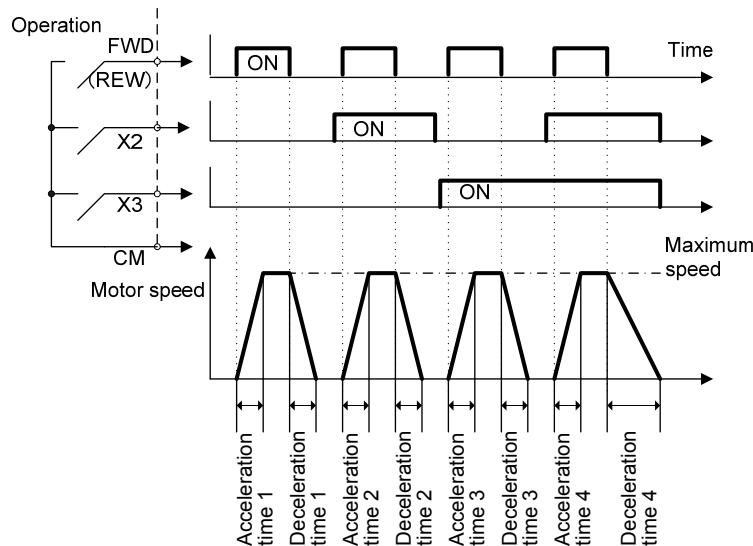 Operation
FWD
(REW)
ON
Time
X2
ON
X3
ON
CM
Motor speed
Maximum
speed
Acceleration
time 1
Deceleration
time 1
Acceleration
time 2
Deceleration
time 2
Acceleration
time 3
Deceleration
time 3
Acceleration
time 4
Deceleration
time 4